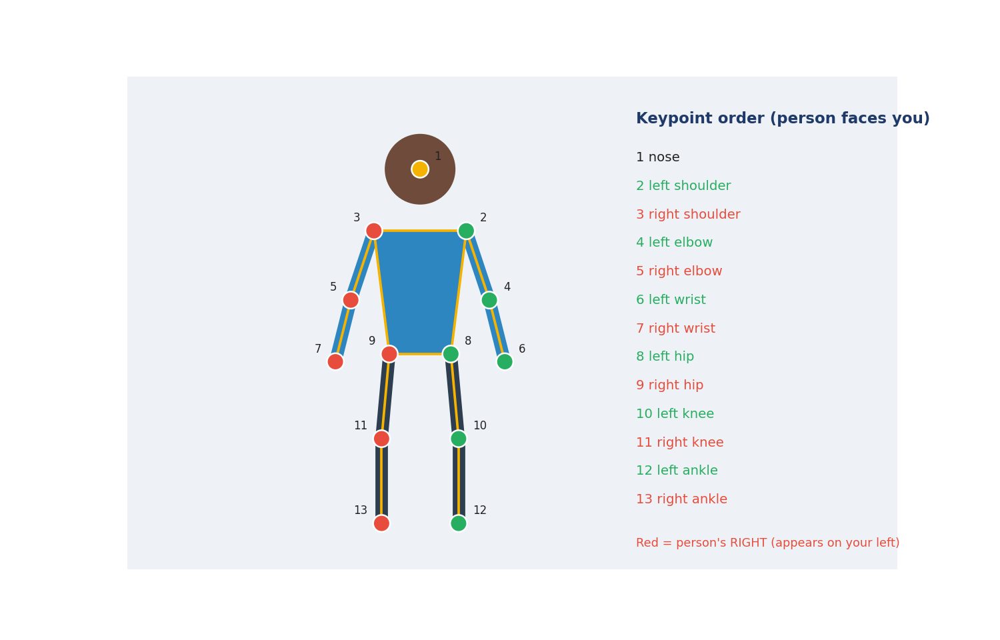 Keypoint order (person faces you)
1
1 nose
2 left shoulder
3 right shoulder
3 2
4 left elbow
5 right elbow
5 4
6 left wrist
7 right wrist
9 8
7 6
8 left hip
9 right hip
10 left knee
11 10
11 right knee
12 left ankle
13 right ankle
13 12
Red = person's RIGHT (appears on your left)